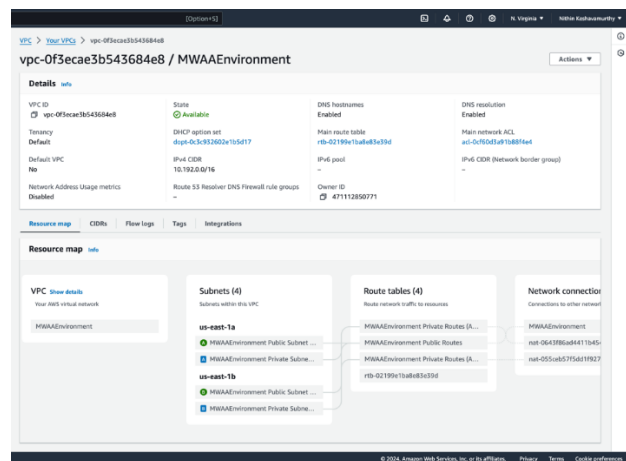 [Option+S]
N. Virginia
Nithin Keshavamurthy
VPC > Your VPCs > vpc-0f3ecae3b543684e8
vpc-0f3ecae3b543684e8 / MWAAEnvironment
Actions
Details Info
VPC ID
vpc-0f3ecae3b543684e8
State
Available
DNS hostnames
Enabled
DNS resolution
Enabled
Tenancy
Default
DHCP option set
dopt-0c3c932602e1b5d17
Main route table
Main network ACL
acl-0cf60d3a91b88f4e4
Default VPC
No
IPv4 CIDR
10.192.0.0/16
IPv6 pool
–
IPv6 CIDR (Network border group)
–
Network Address Usage metrics
Disabled
Route 53 Resolver DNS Firewall rule groups
–
Owner ID
471112850771
Resource map CIDRs Flow logs Tags Integrations
Resource map Info
VPC Show details
Your AWS virtual network
MWAAEnvironment
Subnets (4)
Subnets within this VPC
us-east-1a
MWAAEnvironment Public Subnet ...
MWAAEnvironment Private Subne...
us-east-1b
MWAAEnvironment Public Subnet ...
MWAAEnvironment Private Subne...
Route tables (4)
Route network traffic to resources
MWAAEnvironment Private Routes (A...
MWAAEnvironment Public Routes
MWAAEnvironment Private Routes (A...
Network connection
Connections to other network
MWAAEnvironment
© 2024, Amazon Web Services, Inc. or its affiliates. Privacy Terms Cookie preferences